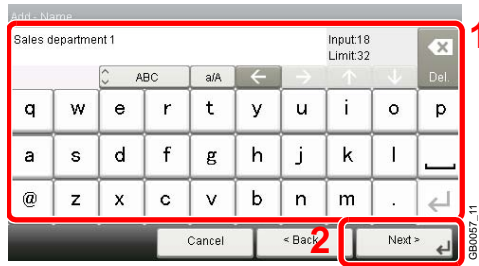 Add - Name
Sales department 1
Input:18
Limit:32
Del.
ABC a/A ← → ↑ ↓
q w e r t y u i o p
a s d f g h j k l
@ z x c v b n m .
Cancel < Back Next >
1
2
GB0057_11